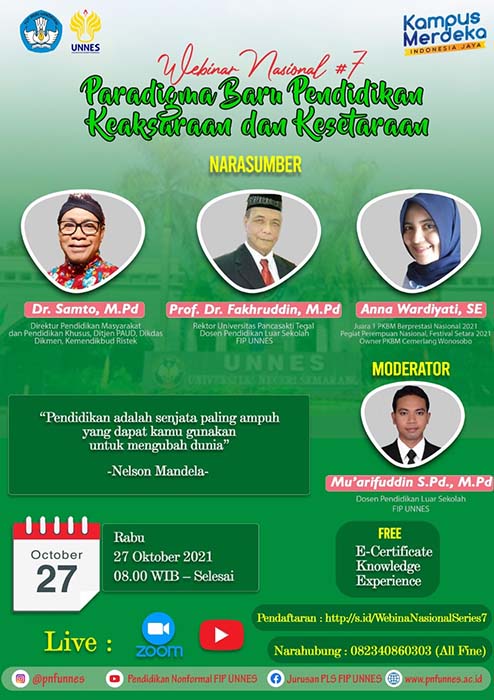 UNNES
Kampus
Merdeka
INDONESIA JAYA
Webinar Nasional #7
Paradigma Baru Pendidikan
Keaksaraan dan Kesetaraan
NARASUMBER
Dr. Samto, M.Pd
Direktur Pendidikan Masyarakat
dan Pendidikan Khusus, Ditjen PAUD, Dikdas
Dikmen, Kemendikbud Ristek
Prof. Dr. Fakhruddin, M.Pd
Rektor Universitas Pancasakti Tegal
Dosen Pendidikan Luar Sekolah
FIP UNNES
Anna Wardiyati, SE
Juara 1 PKBM Berprestasi Nasional 2021
Pegiat Perempuan Nasional, Festival Setara 2021
Owner PKBM Cemerlang Wonosobo
UNNES
UNIVERSITAS NEGERI SEMARANG
MODERATOR
Mu'arifuddin S.Pd., M.Pd
Dosen Pendidikan Luar Sekolah
FIP UNNES
“Pendidikan adalah senjata paling ampuh
yang dapat kamu gunakan
untuk mengubah dunia”
-Nelson Mandela-
October
27
Rabu
27 Oktober 2021
08.00 WIB – Selesai
FREE
E-Certificate
Knowledge
Experience
Live :
zoom
Pendaftaran : http://s.id/WebinaNasionalSeries7
Narahubung : 082340860303 (All Fine)
@pnfunnes
Pendidikan Nonformal FIP UNNES
Jurusan PLS FIP UNNES
www.pnfunnes.ac.id